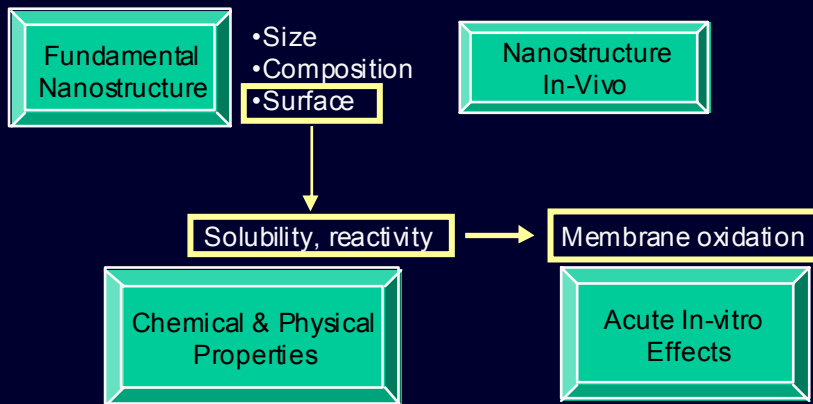 Fundamental
Nanostructure
•Size
•Composition
•Surface
Nanostructure
In-Vivo
Solubility, reactivity
Membrane oxidation
Chemical & Physical
Properties
Acute In-vitro
Effects